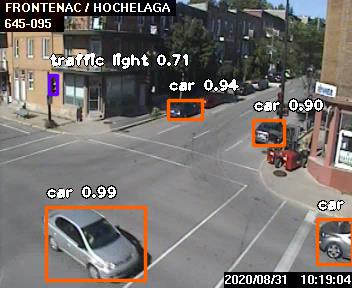 FRONTENAC / HOCHELAGA
645-095
traffic light 0.71
car 0.94
car 0.90
car 0.99
car
2020/08/31 10:19:04